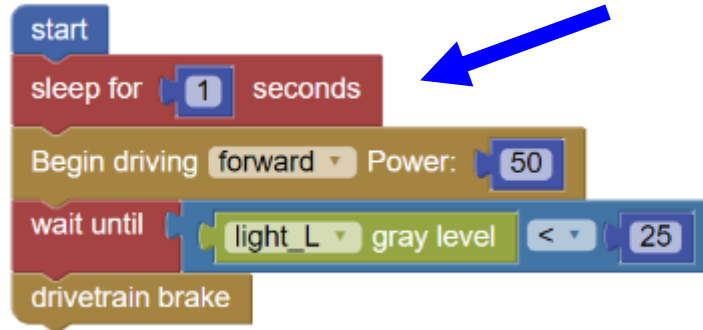 start
sleep for 1 seconds
Begin driving forward Power: 50
wait until light_L gray level < 25
drivetrain brake